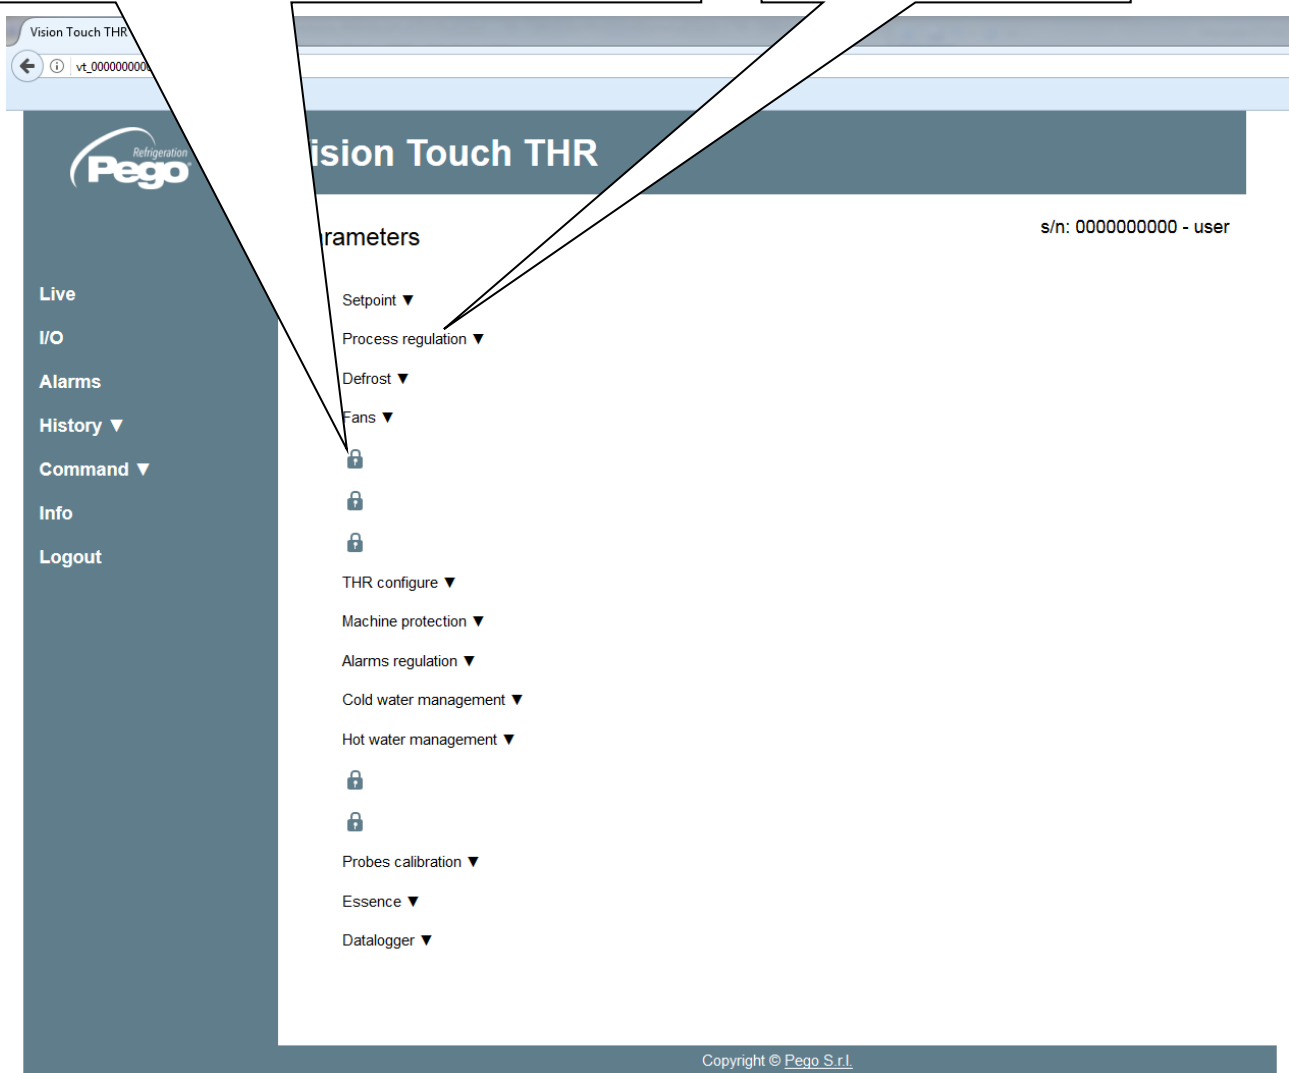 Vision Touch THR
vt_0000000000
Refrigeration
Pego
ision Touch THR
rameters
s/n: 0000000000 - user
Live
I/O
Alarms
History ▼
Command ▼
Info
Logout
Setpoint ▼
Process regulation ▼
Defrost ▼
Fans ▼
THR configure ▼
Machine protection ▼
Alarms regulation ▼
Cold water management ▼
Hot water management ▼
Probes calibration ▼
Essence ▼
Datalogger ▼
Copyright © Pego S.r.l.